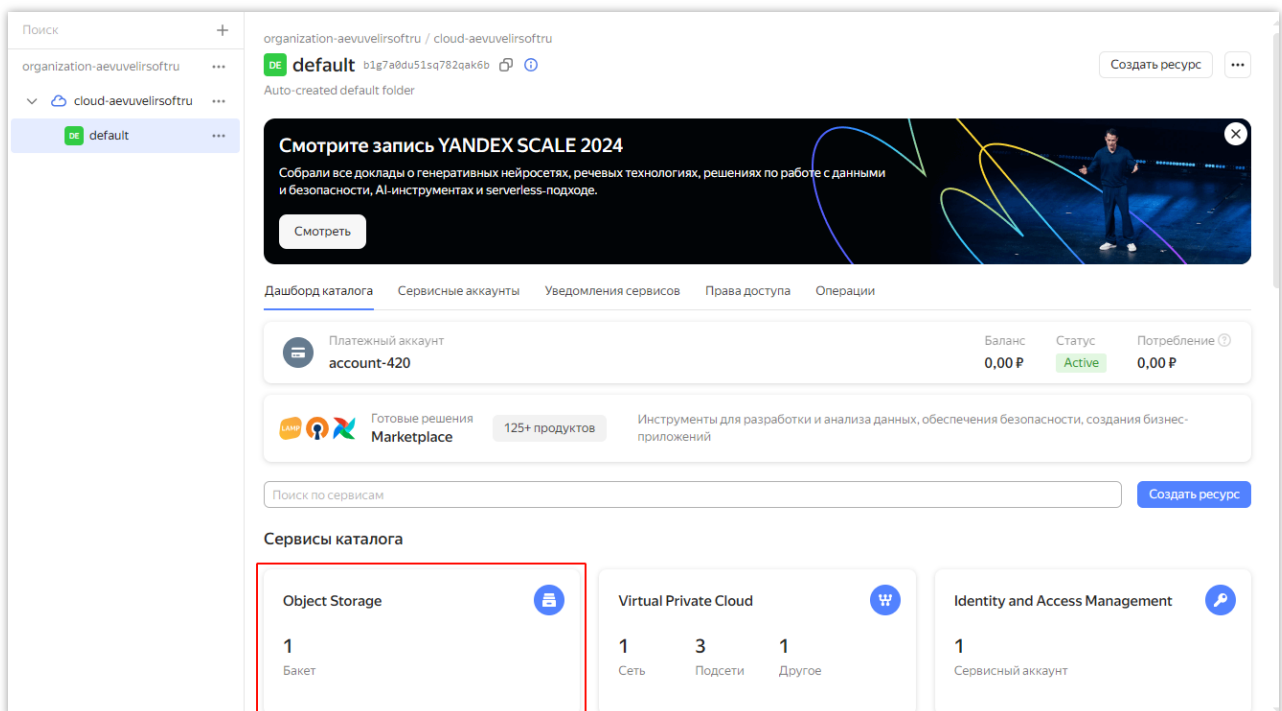 Поиск
organization-aevuvelirsoftru
cloud-aevuvelirsoftru
DE default
organization-aevuvelirsoftru / cloud-aevuvelirsoftru
DE default b1g7a0du51sq782qak6b
Создать ресурс
Auto-created default folder
Смотрите запись YANDEX SCALE 2024
Собрали все доклады о генеративных нейросетях, речевых технологиях, решениях по работе с данными
и безопасности, AI-инструментах и serverless-подходе.
Смотреть
Дашборд каталога Сервисные аккаунты Уведомления сервисов Права доступа Операции
Платежный аккаунт
account-420
Баланс Статус Потребление
0,00 ₽ Active 0,00 ₽
LAMP
Готовые решения
Marketplace
125+ продуктов
Инструменты для разработки и анализа данных, обеспечения безопасности, создания бизнес-
приложений
Поиск по сервисам
Создать ресурс
Сервисы каталога
Object Storage
1
Бакет
Virtual Private Cloud
1 3 1
Сеть Подсети Другое
Identity and Access Management
1
Сервисный аккаунт